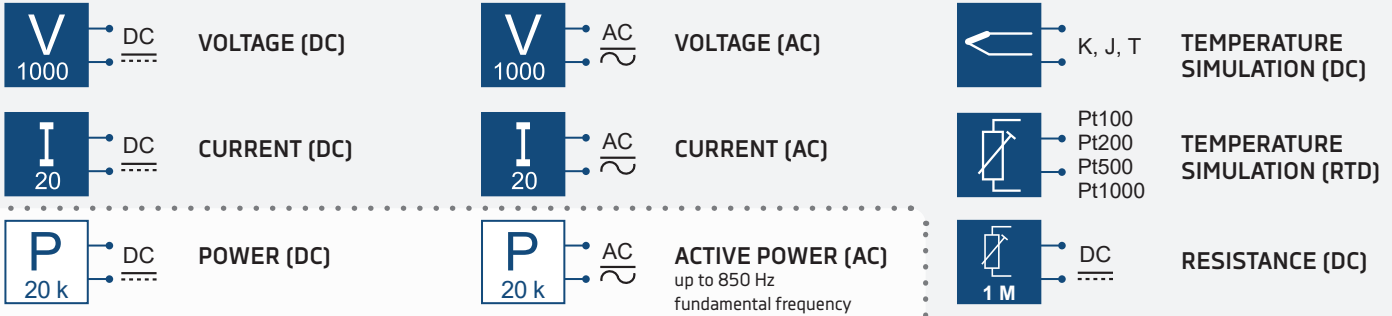 V
1000
DC
VOLTAGE (DC)
V
1000
AC
VOLTAGE (AC)
K, J, T
TEMPERATURE
SIMULATION (DC)
I
20
DC
CURRENT (DC)
I
20
AC
CURRENT (AC)
Pt100
Pt200
Pt500
Pt1000
TEMPERATURE
SIMULATION (RTD)
P
20 k
DC
POWER (DC)
P
20 k
AC
ACTIVE POWER (AC)
up to 850 Hz
fundamental frequency
1 M
DC
RESISTANCE (DC)